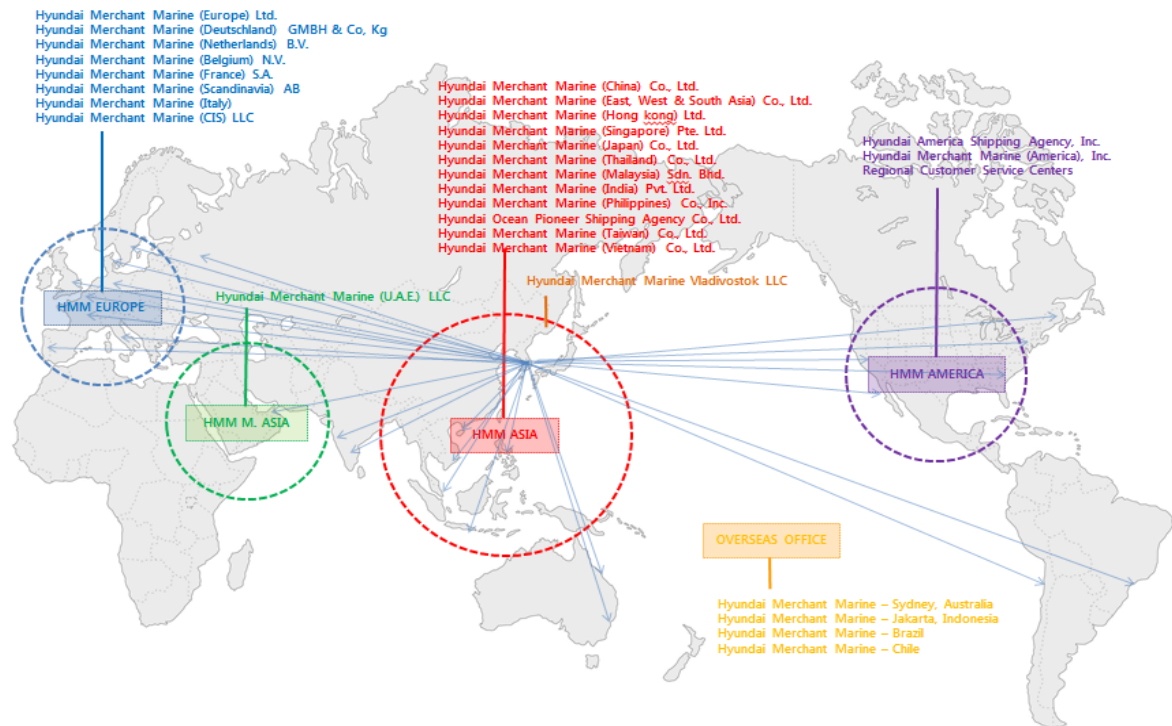 Hyundai Merchant Marine (Europe) Ltd.
Hyundai Merchant Marine (Deutschland) GMBH & Co, Kg
Hyundai Merchant Marine (Netherlands) B.V.
Hyundai Merchant Marine (Belgium) N.V.
Hyundai Merchant Marine (France) S.A.
Hyundai Merchant Marine (Scandinavia) AB
Hyundai Merchant Marine (Italy)
Hyundai Merchant Marine (CIS) LLC
Hyundai Merchant Marine (China) Co., Ltd.
Hyundai Merchant Marine (East, West & South Asia) Co., Ltd.
Hyundai Merchant Marine (Hong kong) Ltd.
Hyundai Merchant Marine (Singapore) Pte. Ltd.
Hyundai Merchant Marine (Japan) Co., Ltd.
Hyundai Merchant Marine (Thailand) Co., Ltd.
Hyundai Merchant Marine (Malaysia) Sdn. Bhd.
Hyundai Merchant Marine (India) Pvt. Ltd.
Hyundai Merchant Marine (Philippines) Co., Inc.
Hyundai Ocean Pioneer Shipping Agency Co., Ltd.
Hyundai Merchant Marine (Taiwan) Co., Ltd.
Hyundai Merchant Marine (Vietnam) Co., Ltd.
Hyundai America Shipping Agency, Inc.
Hyundai Merchant Marine (America), Inc.
Regional Customer Service Centers
Hyundai Merchant Marine Vladivostok LLC
Hyundai Merchant Marine (U.A.E.) LLC
HMM EUROPE
HMM AMERICA
HMM M. ASIA
HMM ASIA
OVERSEAS OFFICE
Hyundai Merchant Marine – Sydney, Australia
Hyundai Merchant Marine – Jakarta, Indonesia
Hyundai Merchant Marine – Brazil
Hyundai Merchant Marine – Chile